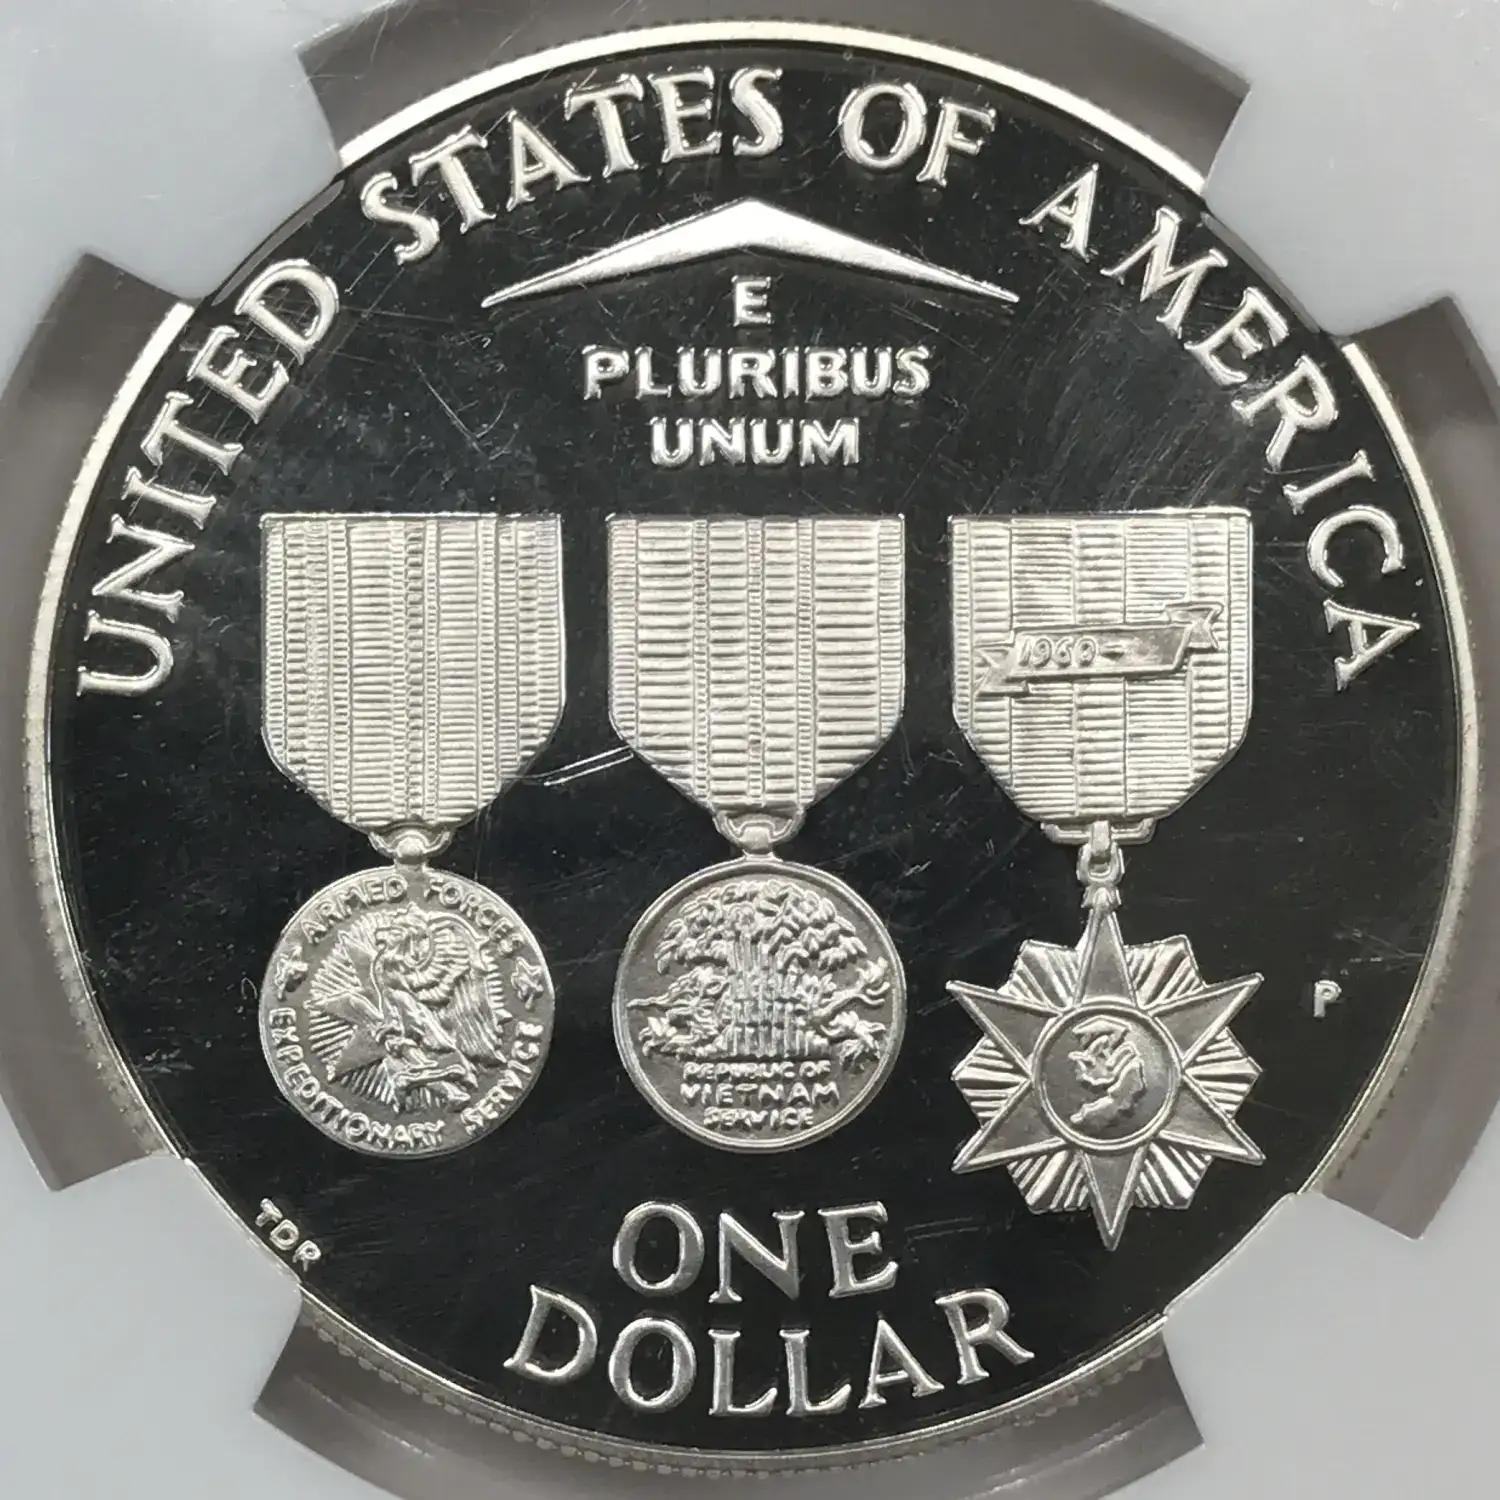 UNITED STATES OF AMERICA
E
PLURIBUS
UNUM
1960-
ARMED FORCES
EXPEDITIONARY SERVICE
REPUBLIC OF
VIETNAM
SERVICE
P
TDR
ONE
DOLLAR